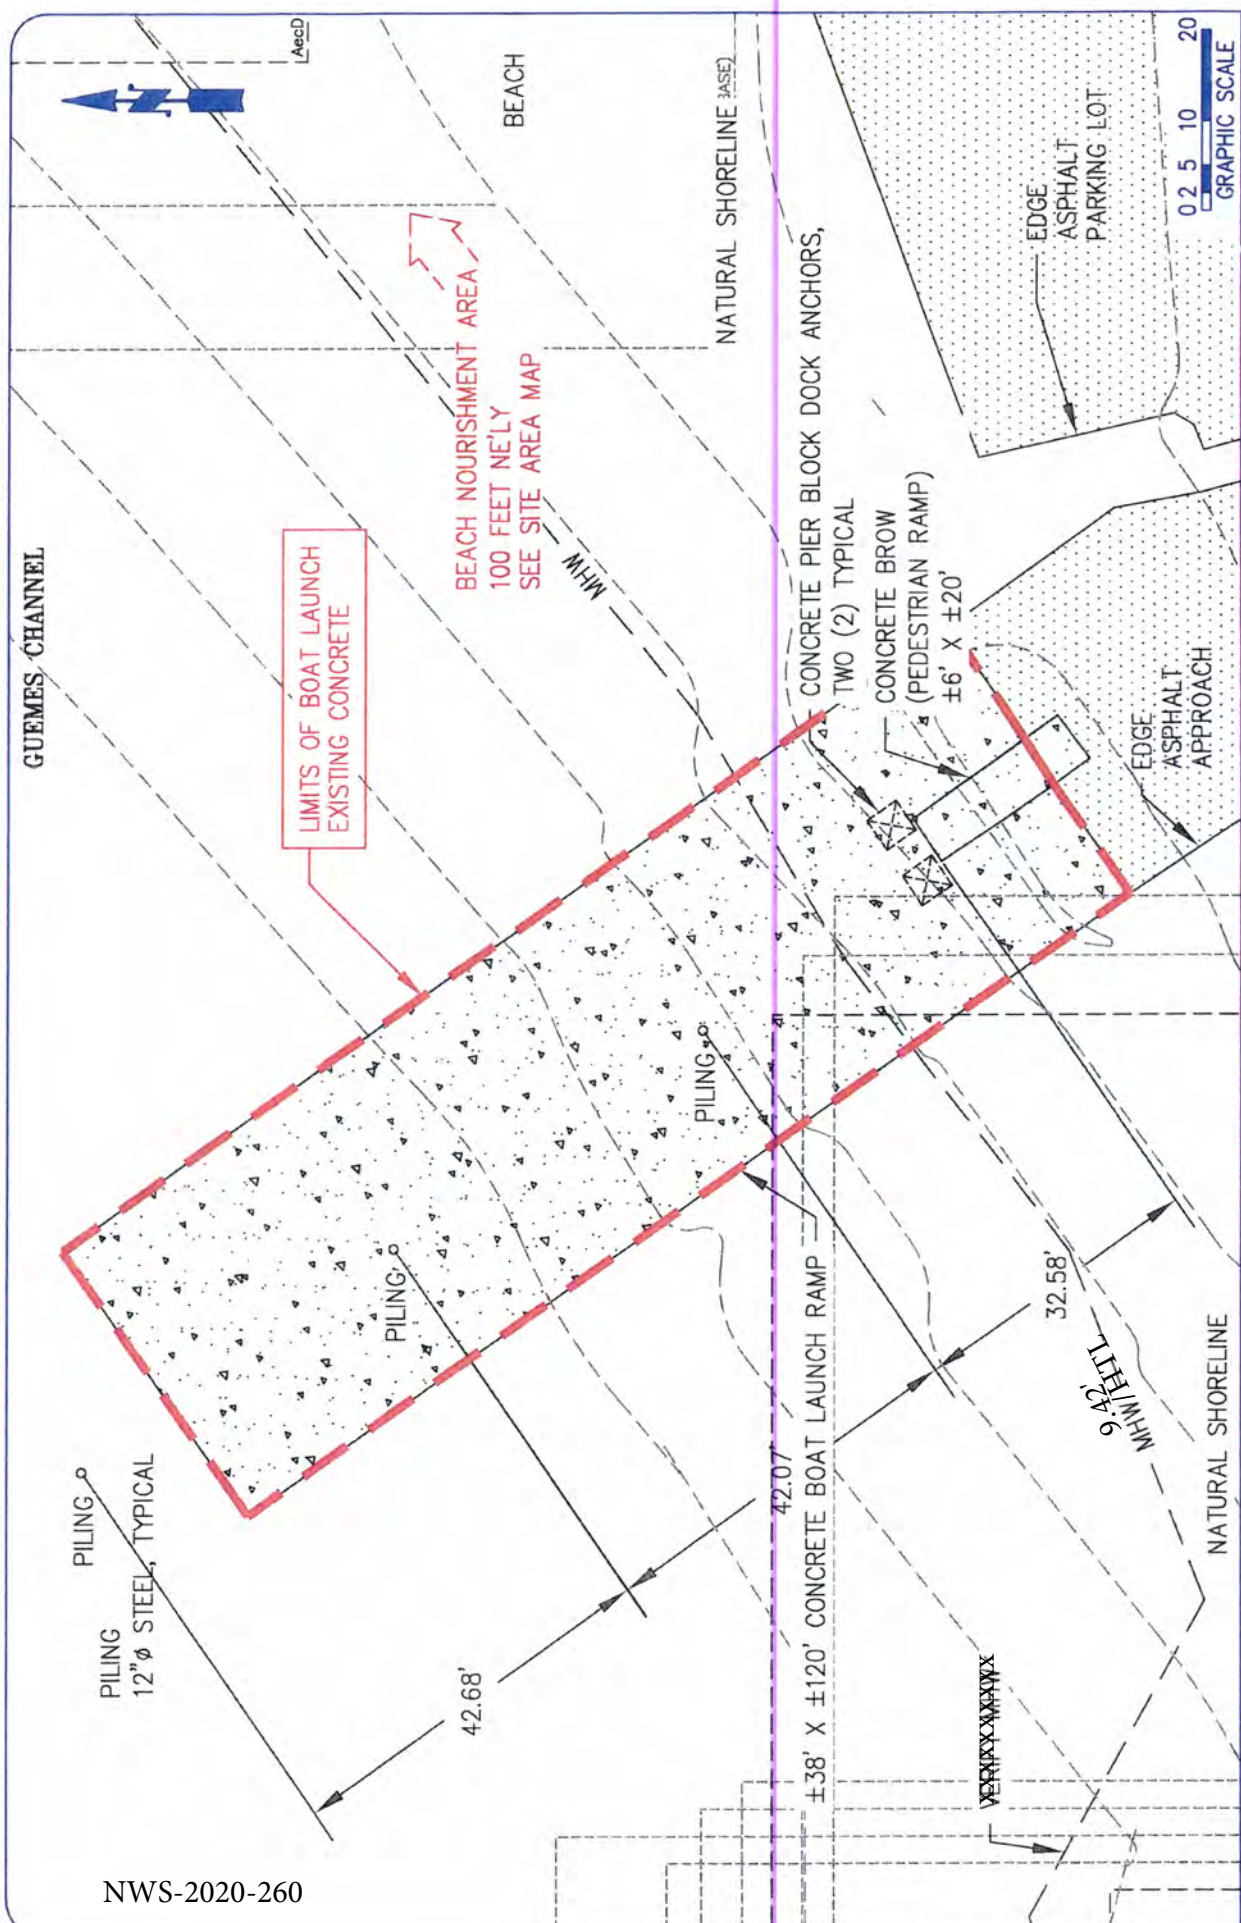 GUEMES CHANNEL
AecD
BEACH
LIMITS OF BOAT LAUNCH
EXISTING CONCRETE
BEACH NOURISHMENT AREA
100 FEET NE'LY
SEE SITE AREA MAP
MHW
NATURAL SHORELINE
CONCRETE PIER BLOCK DOCK ANCHORS,
TWO (2) TYPICAL
CONCRETE BROW
(PEDESTRIAN RAMP)
±6' X ±20'
EDGE
ASPHALT
PARKING LOT
EDGE
ASPHALT
APPROACH
0 2 5 10 20
GRAPHIC SCALE
PILING
12"ø STEEL, TYPICAL
PILING
PILING
PILING
42.68'
42.07'
32.58'
±38' X ±120' CONCRETE BOAT LAUNCH RAMP
9.42'
MHW/HTL
MHW
NATURAL SHORELINE
NWS-2020-260